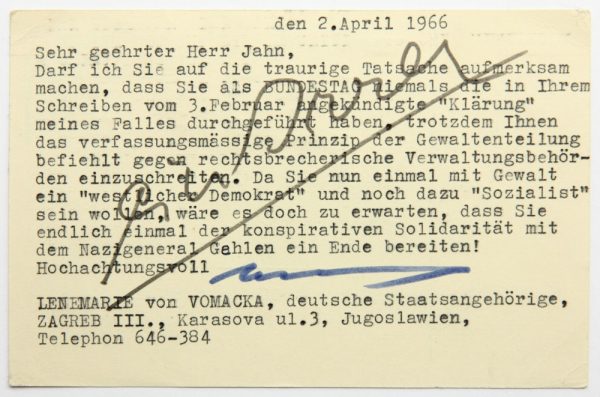 den 2.April 1966
Sehr geehrter Herr Jahn,
Darf ich Sie auf die traurige Tatsache aufmerksam
machen, dass Sie als BUNDESTAG niemals die in Ihrem
Schreiben vom 3.Februar angekündigte "Klärung"
meines Falles durchgeführt haben, trotzdem Ihnen
das verfassungsmässige Prinzip der Gewaltenteilung
befiehlt gegen rechtsbrecherische Verwaltungsbehör-
den einzuschreiten. Da Sie nun einmal mit Gewalt
ein "westlicher Demokrat" und noch dazu "Sozialist"
sein wollen, wäre es doch zu erwarten, dass Sie
endlich einmal der konspirativen Solidarität mit
dem Nazigeneral Gahlen ein Ende bereiten!
Hochachtungsvoll
LENEMARIE von VOMACKA, deutsche Staatsangehörige,
ZAGREB III., Karasova ul.3, Jugoslawien,
Telephon 646-384